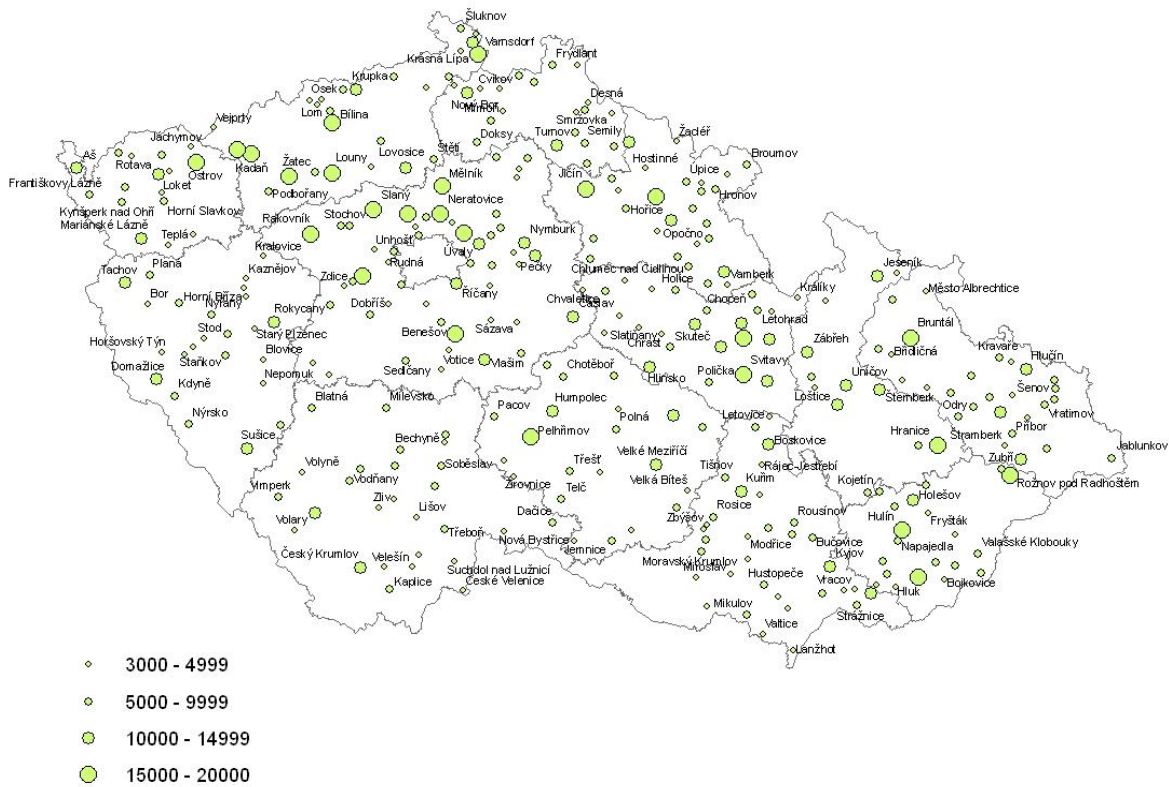 Šluknov
Varnsdorf
Krásná Lípa
Frýdlant
Krupka
Cvikov
Osek
Desná
Nový Bor
Mimoň
Lom
Bílina
Smržovka
Vejprty
Doksy
Turnov
Semily
Žacléř
Jáchymov
Hostinné
Broumov
Aš
Rotava
Kadaň
Žatec
Louny
Lovosice
Štětí
Úpice
Františkovy Lázně
Loket
Ostrov
Mělník
Jičín
Podbořany
Hronov
Kynšperk nad Ohří
Horní Slavkov
Slaný
Neratovice
Hořice
Mariánské Lázně
Rakovník
Stochov
Teplá
Opočno
Kralovice
Unhošť
Úvaly
Nymburk
Planá
Rudná
Pečky
Tachov
Kaznějov
Zdice
Chlumec nad Cidlinou
Jeseník
Říčany
Holice
Vamberk
Město Albrechtice
Bor
Horní Bříza
Chvaletice
Králíky
Nýřany
Rokycany
Dobříš
Čáslav
Choceň
Letohrad
Stod
Starý Plzenec
Benešov
Sázava
Slatiňany
Skuteč
Bruntál
Horšovský Týn
Chrast
Zábřeh
Břidličná
Kravaře
Staňkov
Blovice
Votice
Vlašim
Chotěboř
Svitavy
Hlučín
Domažlice
Nepomuk
Sedlčany
Hlinsko
Polička
Uničov
Kdyně
Šenov
Blatná
Milevsko
Humpolec
Loštice
Šternberk
Odry
Nýrsko
Pacov
Polná
Letovice
Vratimov
Příbor
Sušice
Bechyně
Pelhřimov
Boskovice
Hranice
Štramberk
Jablunkov
Velké Meziříčí
Volyně
Soběslav
Třešť
Tišnov
Rájec-Jestřebí
Zubří
Vimperk
Vodňany
Žirovnice
Telč
Velká Bíteš
Kuřim
Kojetín
Rožnov pod Radhoštěm
Zliv
Holešov
Volary
Lišov
Dačice
Zbýšov
Rosice
Rousínov
Hulín
Fryšták
Třeboň
Nová Bystřice
Modřice
Bučovice
Napajedla
Valašské Klobouky
Český Krumlov
Velešín
Jemnice
Moravský Krumlov
Kyjov
Suchdol nad Lužnicí
Miroslav
Kaplice
České Velenice
Hustopeče
Vracov
Bojkovice
Hluk
Mikulov
Strážnice
Valtice
Lanžhot
3000 - 4999
5000 - 9999
10000 - 14999
15000 - 20000